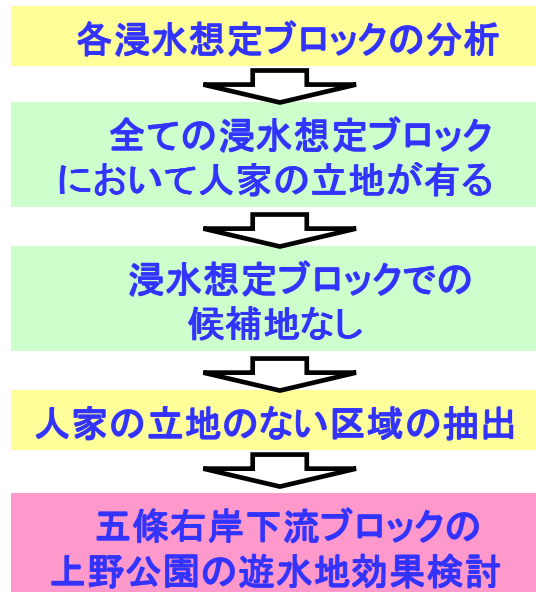 各浸水想定ブロックの分析
全ての浸水想定ブロック
において人家の立地が有る
浸水想定ブロックでの
候補地なし
人家の立地のない区域の抽出
五條右岸下流ブロックの
上野公園の遊水地効果検討